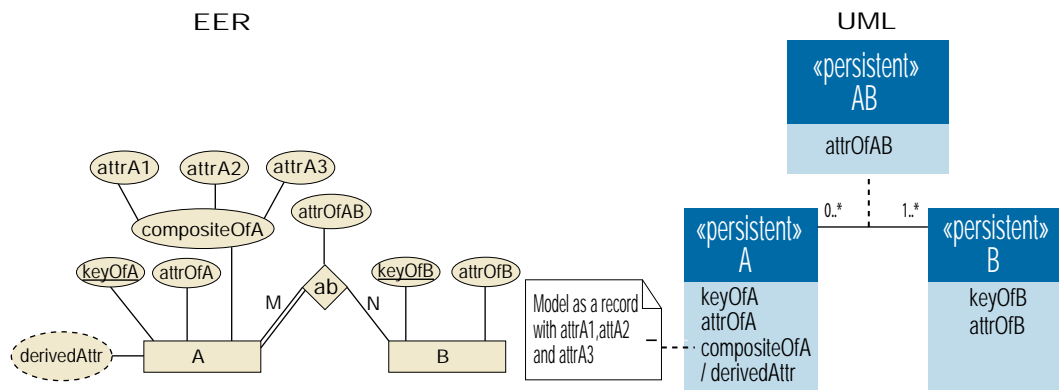 EER
UML
«persistent»
AB
attrOfAB
attrA1
attrA2
attrA3
compositeOfA
attrOfAB
keyOfA
attrOfA
ab
keyOfB
attrOfB
M
N
derivedAttr
A
B
Model as a record
with attrA1,attA2
and attrA3
0..*
1..*
«persistent»
A
keyOfA
attrOfA
compositeOfA
/ derivedAttr
«persistent»
B
keyOfB
attrOfB